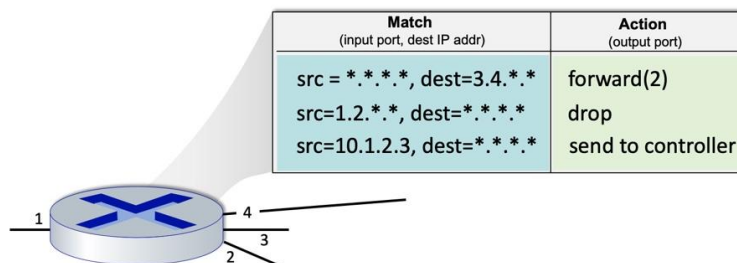 Match Action
(input port, dest IP addr) (output port)
src = *.*.*.*, dest=3.4.*.* forward(2)
src=1.2.*.*, dest=*.*.*.* drop
src=10.1.2.3, dest=*.*.*.* send to controller
4
1
3
2